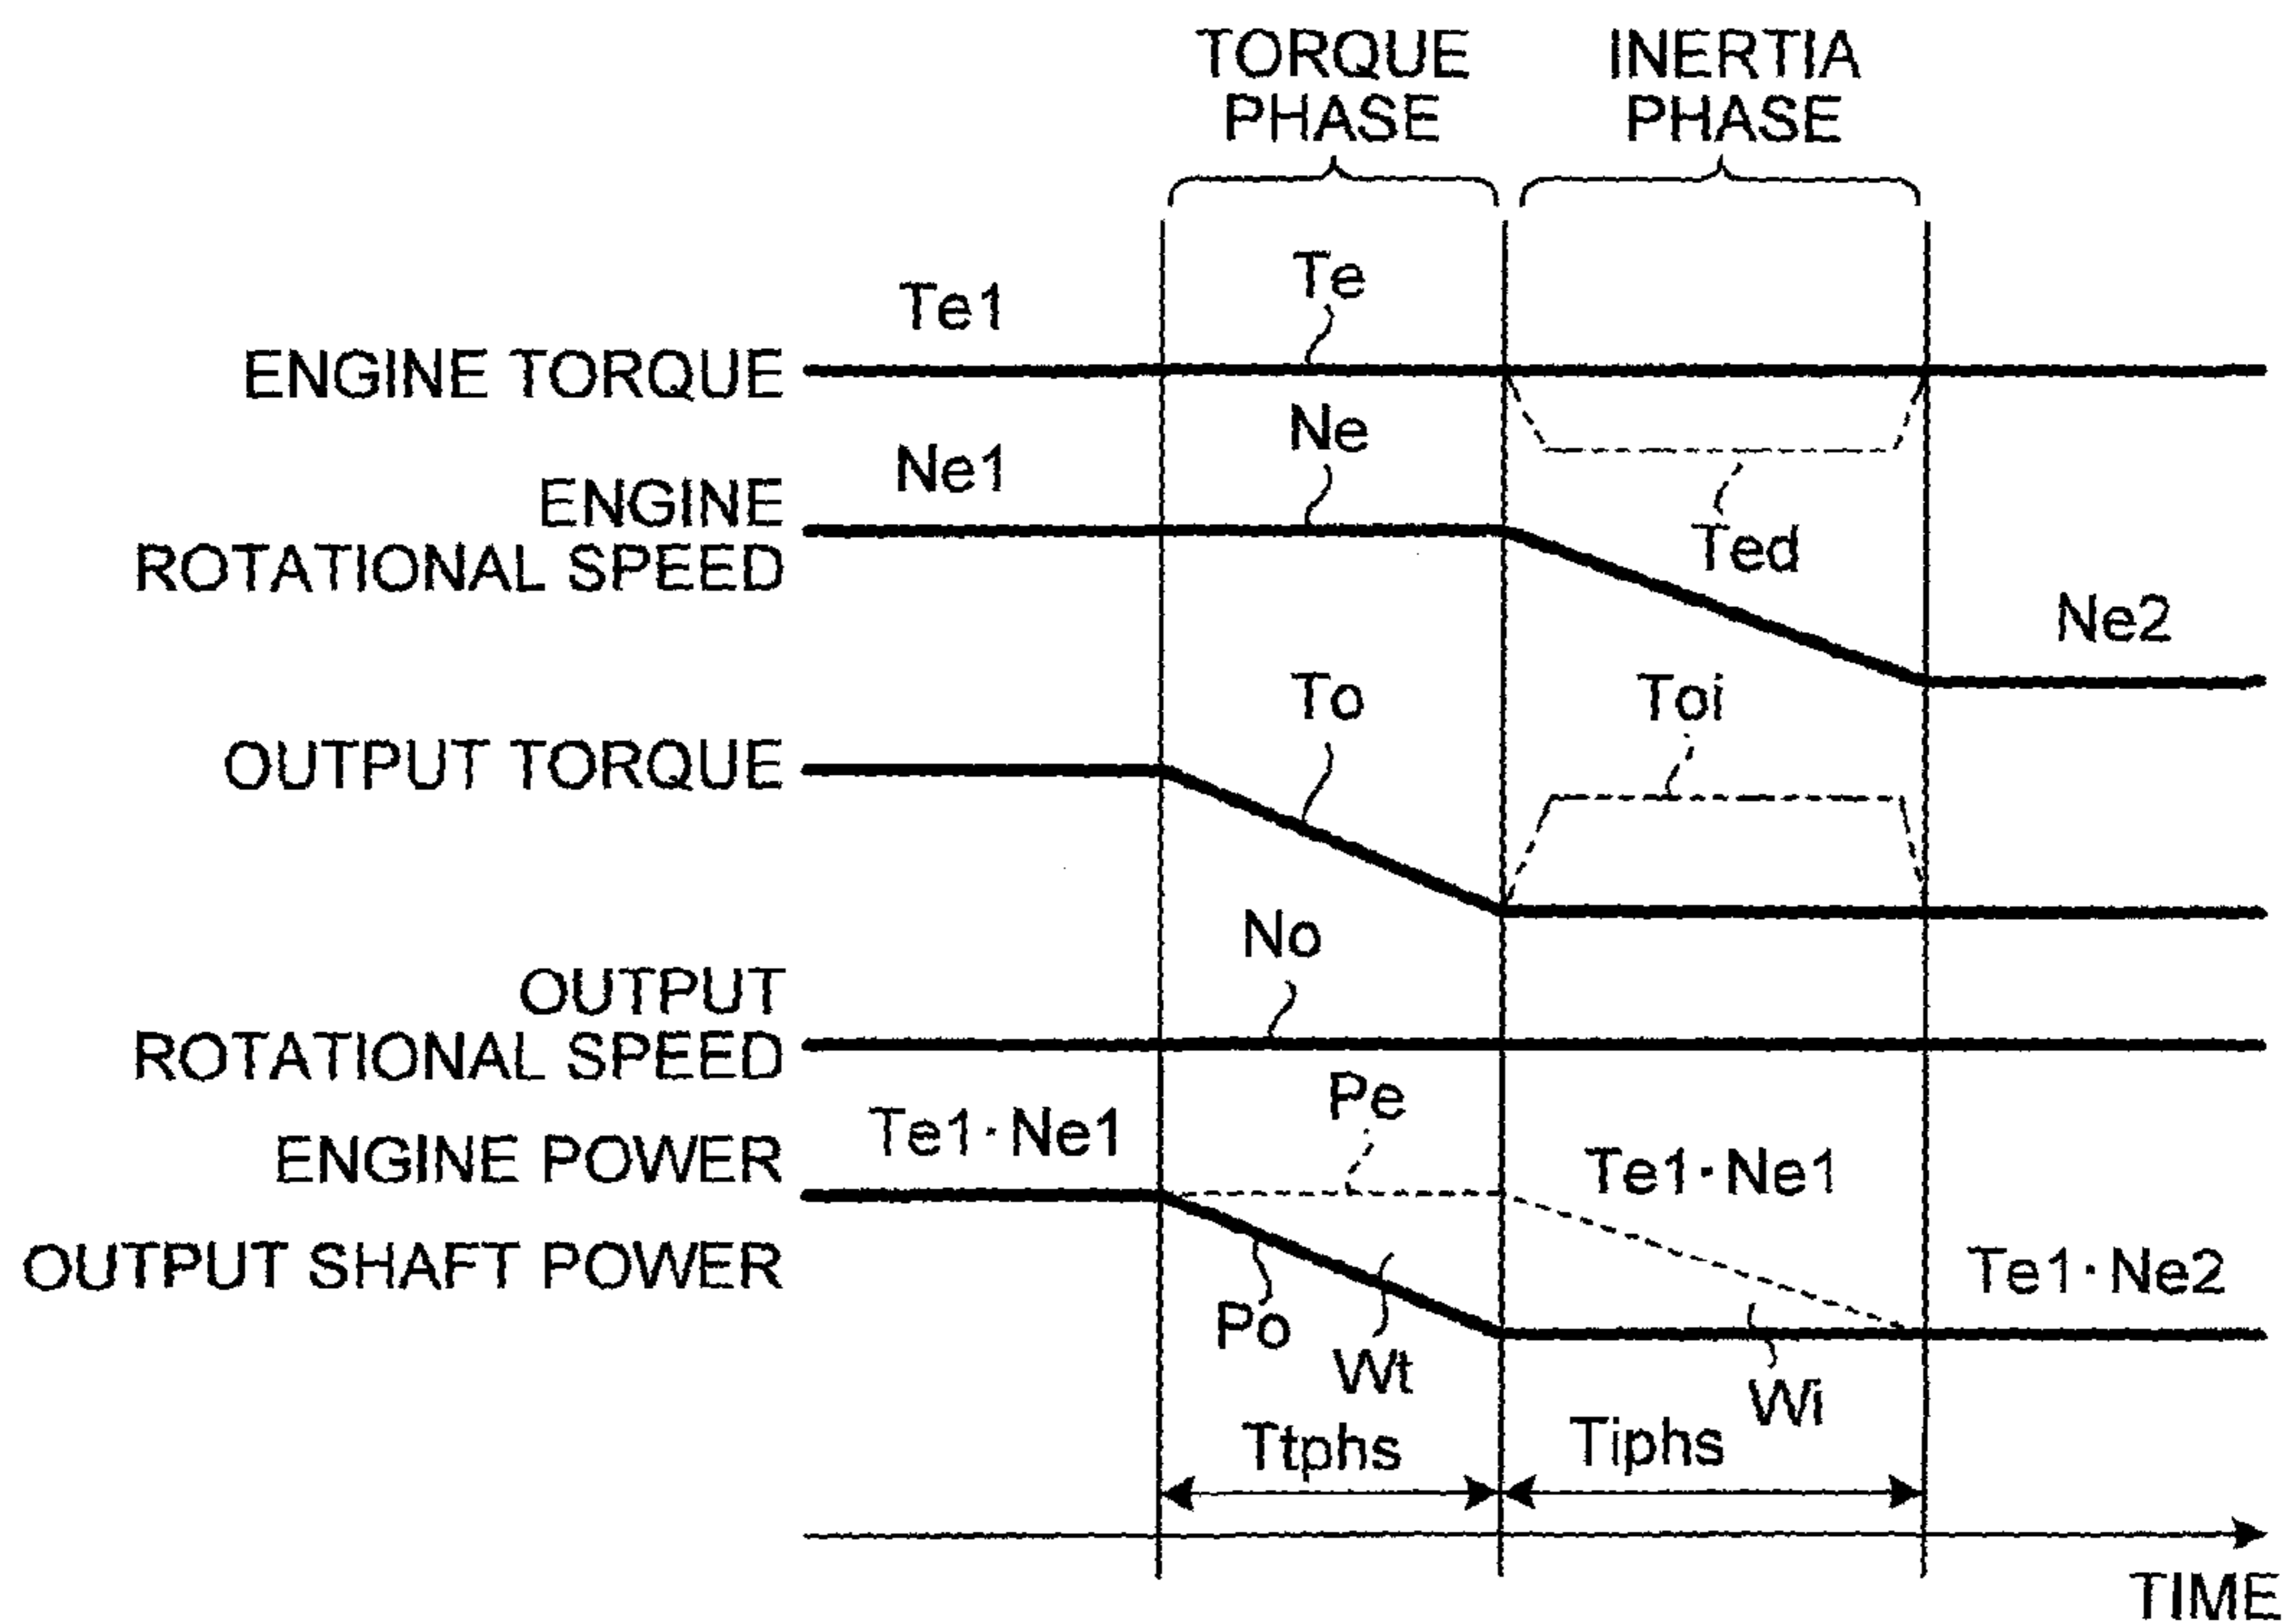 TORQUE
PHASE
INERTIA
PHASE
Te1
Te
ENGINE TORQUE
Ne1
Ne
ENGINE
ROTATIONAL SPEED
Ted
Ne2
To
Toi
OUTPUT TORQUE
No
OUTPUT
ROTATIONAL SPEED
Pe
Te1·Ne1
ENGINE POWER
Te1·Ne1
OUTPUT SHAFT POWER
Te1·Ne2
Po
Wt
Wi
Ttphs
Tiphs
TIME